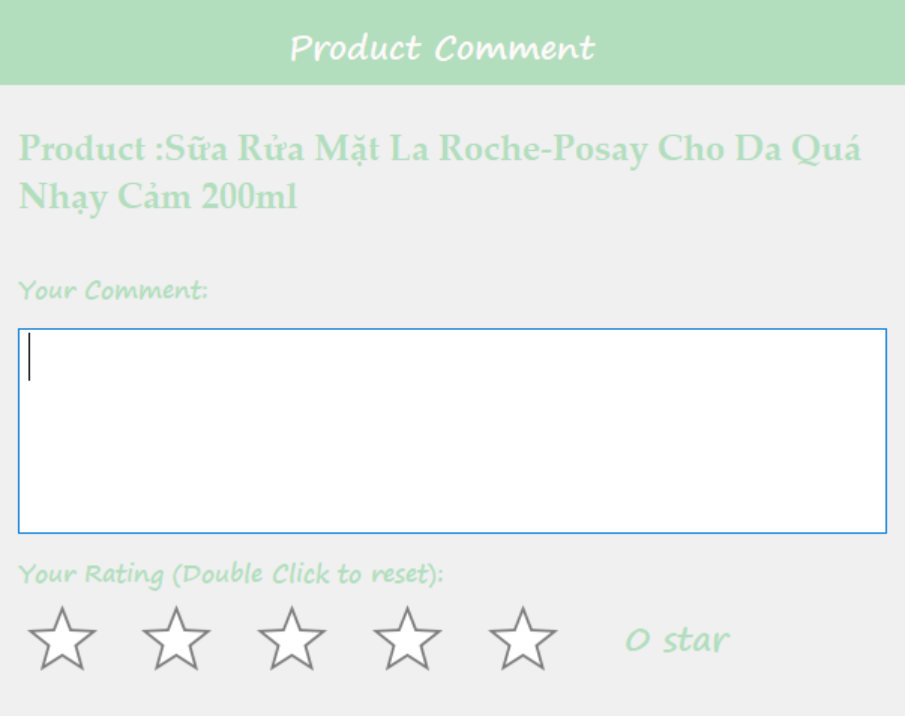 Product Comment
Product :Sữa Rửa Mặt La Roche-Posay Cho Da Quá
Nhạy Cảm 200ml
Your Comment:
Your Rating (Double Click to reset):
0 star